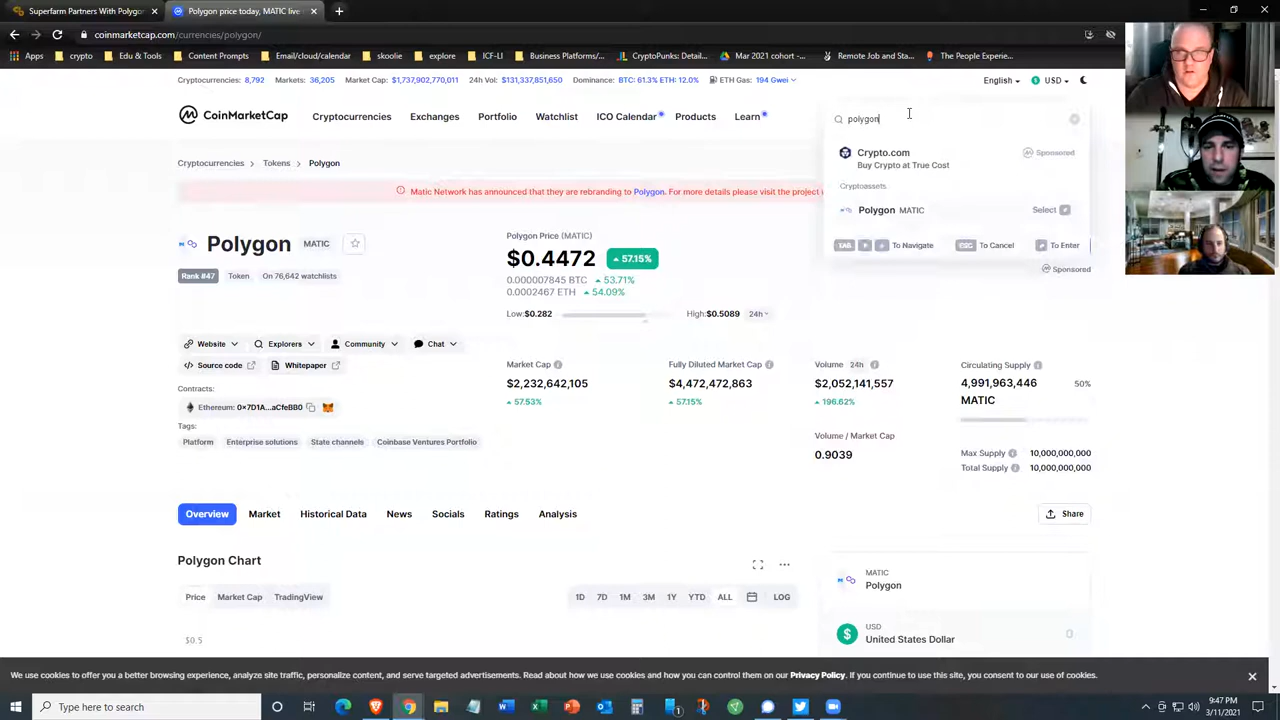 Superfarm Partners With Polygon
Polygon price today, MATIC live
coinmarketcap.com/currencies/polygon/
Apps crypto Edu & Tools Content Prompts Email/cloud/calendar skoolie explore ICF-LI Business Platforms/... CryptoPunks: Detail... Mar 2021 cohort -... Remote Job and Sta... The People Experie...
Cryptocurrencies: 8,792 Markets: 36,205 Market Cap: $1,737,902,770,011 24h Vol: $131,337,851,650 Dominance: BTC: 61.3% ETH: 12.0% ETH Gas: 194 Gwei English USD
CoinMarketCap Cryptocurrencies Exchanges Portfolio Watchlist ICO Calendar Products Learn
polygon
Crypto.com Sponsored
Buy Crypto at True Cost
Cryptoassets
Polygon MATIC Select
TAB To Navigate ESC To Cancel To Enter
Sponsored
Cryptocurrencies > Tokens > Polygon
Matic Network has announced that they are rebranding to Polygon. For more details please visit the project
Polygon MATIC
Rank #47 Token On 76,642 watchlists
Polygon Price (MATIC)
$0.4472 57.15%
0.000007845 BTC 53.71%
0.0002467 ETH 54.09%
Low: $0.282 High: $0.5089 24h
Website Explorers Community Chat
Source code Whitepaper
Contracts:
Ethereum: 0x7D1A...aCfeBB0
Tags:
Platform Enterprise solutions State channels Coinbase Ventures Portfolio
Market Cap
$2,232,642,105
57.53%
Fully Diluted Market Cap
$4,472,472,863
57.15%
Volume 24h
$2,052,141,557
196.62%
Volume / Market Cap
0.9039
Circulating Supply
4,991,963,446 50%
MATIC
Max Supply 10,000,000,000
Total Supply 10,000,000,000
Overview Market Historical Data News Socials Ratings Analysis Share
Polygon Chart
Price Market Cap TradingView 1D 7D 1M 3M 1Y YTD ALL LOG
$0.5
MATIC
Polygon
USD
United States Dollar
We use cookies to offer you a better browsing experience, analyze site traffic, personalize content, and serve targeted advertisements. Read about how we use cookies and how you can control them on our Privacy Policy. If you continue to use this site, you consent to our use of cookies.
Type here to search
9:47 PM
3/11/2021